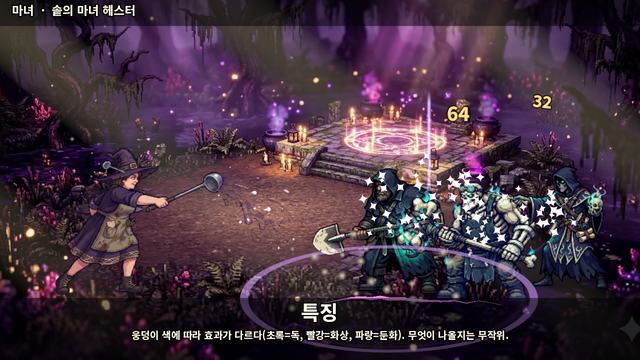 마녀 · 솥의 마녀 헤스터
64
32
특징
웅덩이 색에 따라 효과가 다르다(초록=독, 빨강=화상, 파랑=둔화). 무엇이 나올지는 무작위.